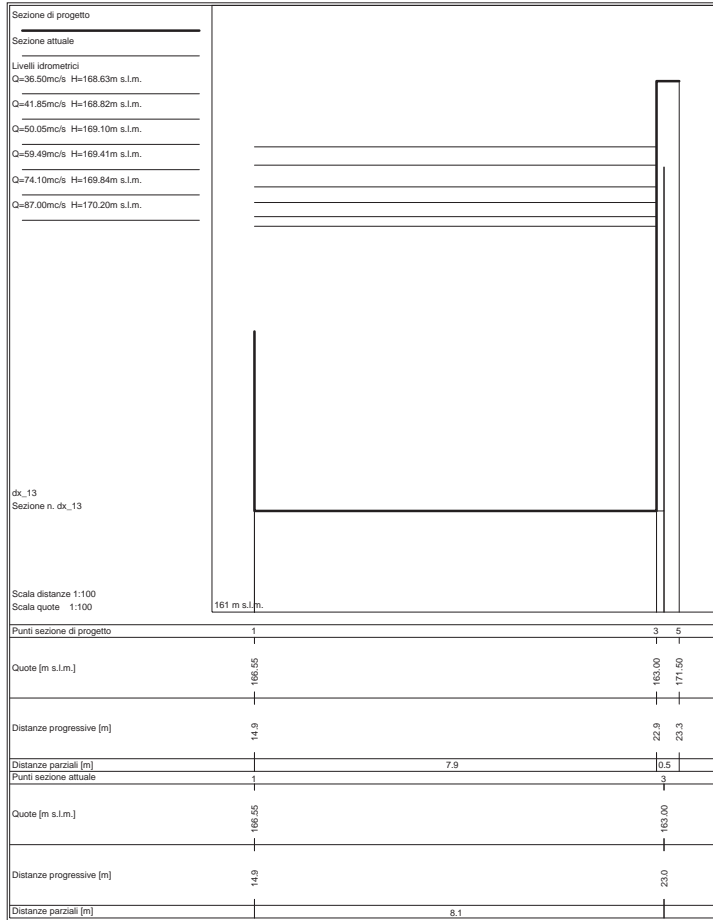 Sezione di progetto
Sezione attuale
Livelli idrometrici
Q=36.50mc/s H=168.63m s.l.m.
Q=41.85mc/s H=168.82m s.l.m.
Q=50.05mc/s H=169.10m s.l.m.
Q=59.49mc/s H=169.41m s.l.m.
Q=74.10mc/s H=169.84m s.l.m.
Q=87.00mc/s H=170.20m s.l.m.
dx_13
Sezione n. dx_13
Scala distanze 1:100
Scala quote 1:100
161 m s.l.m.
Punti sezione di progetto 1 3 5
Quote [m s.l.m.] 166.55 163.00 171.50
Distanze progressive [m] 14.9 22.9 23.3
Distanze parziali [m] 7.9 0.5
Punti sezione attuale 1 3
Quote [m s.l.m.] 166.55 163.00
Distanze progressive [m] 14.9 23.0
Distanze parziali [m] 8.1